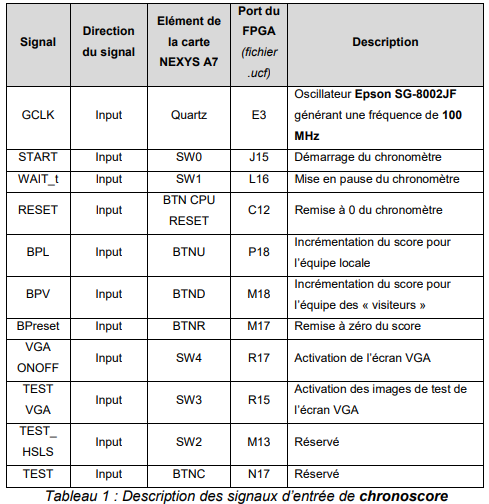 Signal Direction du signal Elément de la carte NEXYS A7 Port du FPGA (fichier .ucf) Description
GCLK Input Quartz E3 Oscillateur Epson SG-8002JF générant une fréquence de 100 MHz
START Input SW0 J15 Démarrage du chronomètre
WAIT_t Input SW1 L16 Mise en pause du chronomètre
RESET Input BTN CPU RESET C12 Remise à 0 du chronomètre
BPL Input BTNU P18 Incrémentation du score pour l'équipe locale
BPV Input BTND M18 Incrémentation du score pour l'équipe des « visiteurs »
BPreset Input BTNR M17 Remise à zéro du score
VGA ONOFF Input SW4 R17 Activation de l'écran VGA
TEST VGA Input SW3 R15 Activation des images de test de l'écran VGA
TEST_ HSLS Input SW2 M13 Réservé
TEST Input BTNC N17 Réservé
Tableau 1 : Description des signaux d'entrée de chronoscore